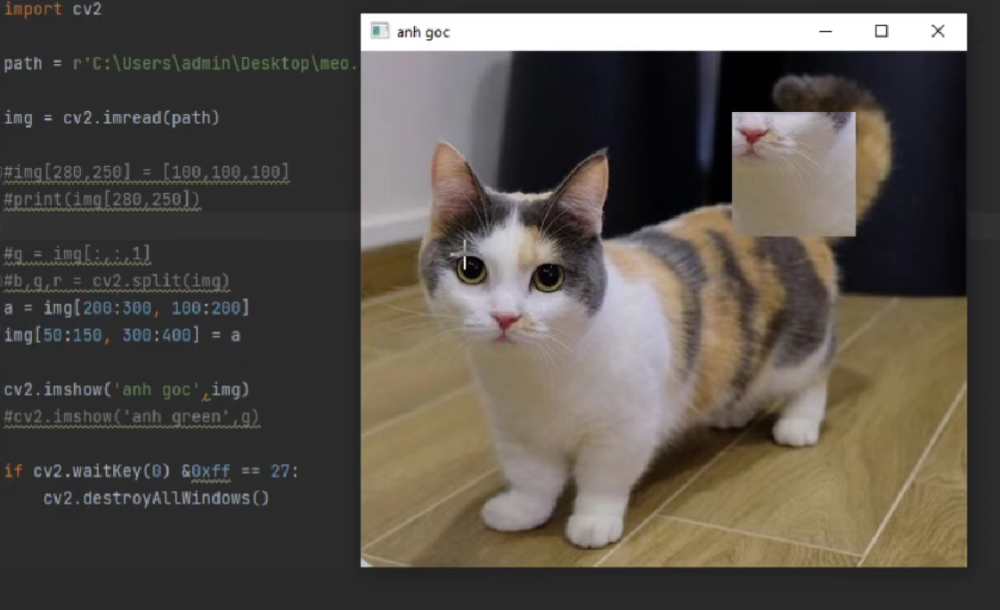 import cv2
anh goc
path = r'C:\Users\admin\Desktop\meo.
img = cv2.imread(path)
#img[280,250] = [100,100,100]
#print(img[280,250])
#g = img[:,:,1]
#b,g,r = cv2.split(img)
a = img[200:300, 100:200]
img[50:150, 300:400] = a
cv2.imshow('anh goc',img)
#cv2.imshow('anh green',g)
if cv2.waitKey(0) &0xff == 27:
    cv2.destroyAllWindows()